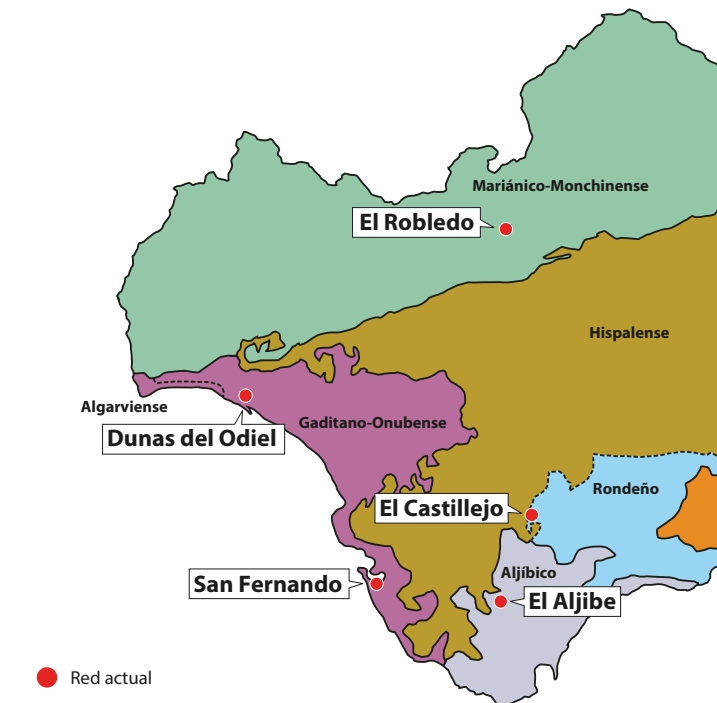 Mariánico-Monchinense
El Robledo
Hispalense
Algarviense
Gaditano-Onubense
Dunas del Odiel
Rondeño
El Castillejo
Aljíbico
San Fernando
El Aljibe
Red actual